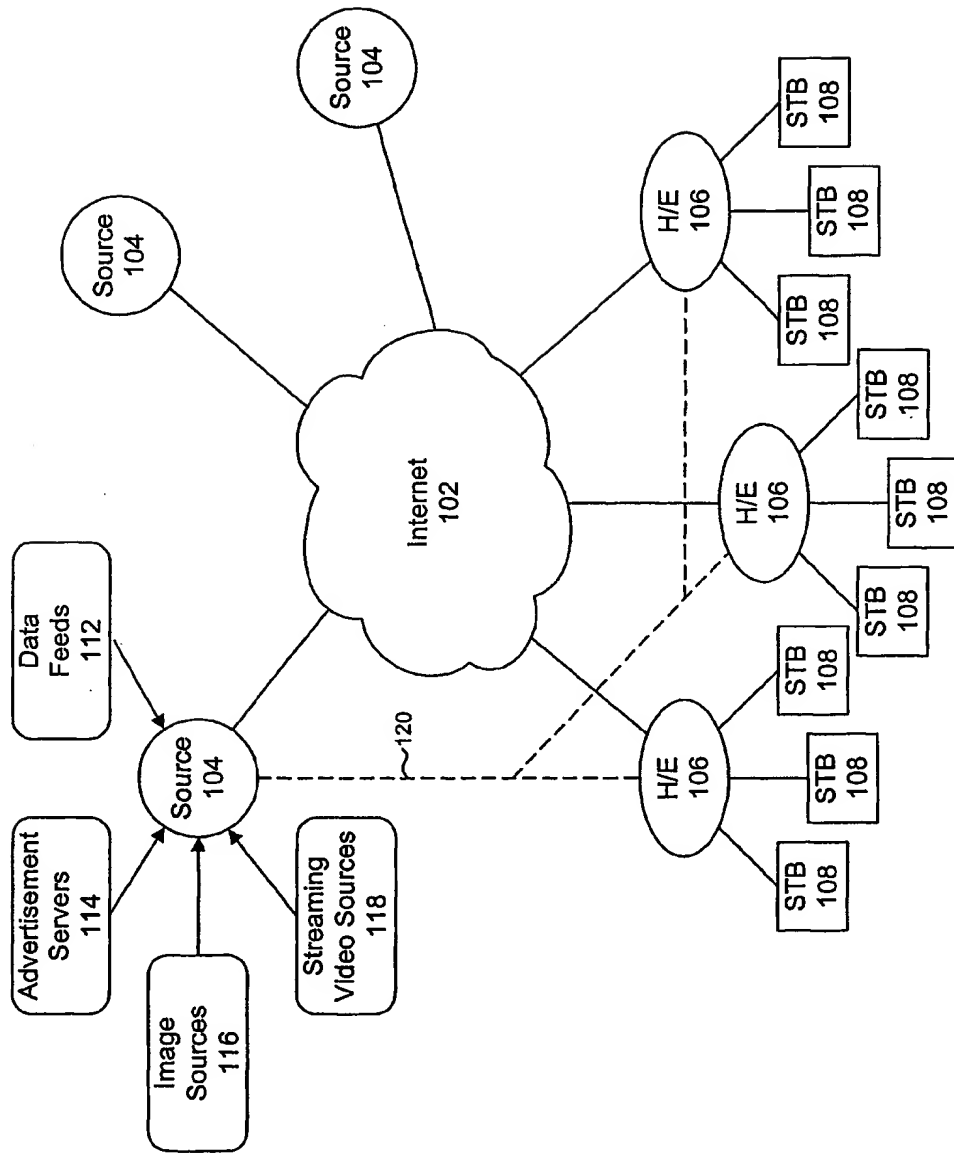 Data
Feeds
112
Advertisement
Servers
114
Image
Sources
116
Streaming
Video Sources
118
Source
104
Source
104
Source
104
Internet
102
120
H/E
106
H/E
106
H/E
106
STB
108
STB
108
STB
108
STB
108
STB
108
STB
108
STB
108
STB
108
STB
108